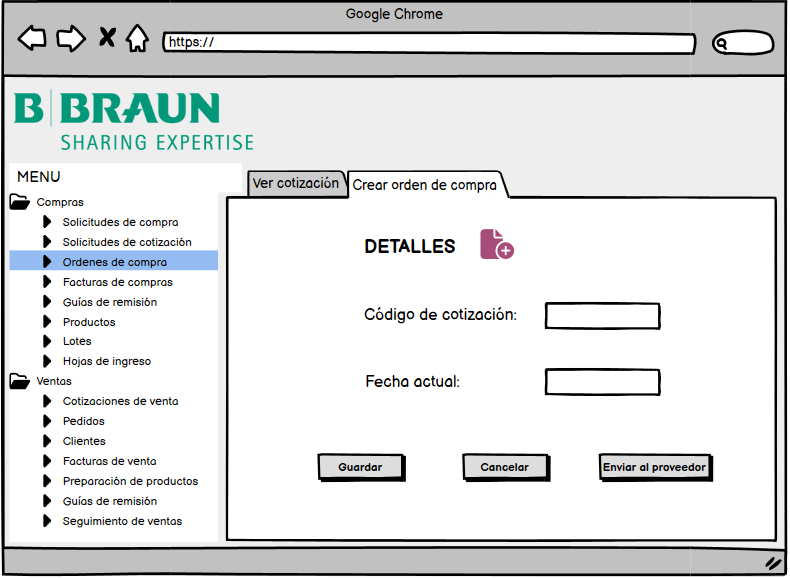 Google Chrome
https://
B BRAUN
SHARING EXPERTISE
MENU
Compras
Solicitudes de compra
Solicitudes de cotización
Ordenes de compra
Facturas de compras
Guías de remisión
Productos
Lotes
Hojas de ingreso
Ventas
Cotizaciones de venta
Pedidos
Clientes
Facturas de venta
Preparación de productos
Guías de remisión
Seguimiento de ventas
Ver cotización
Crear orden de compra
DETALLES
Código de cotización:
Fecha actual:
Guardar
Cancelar
Enviar al proveedor